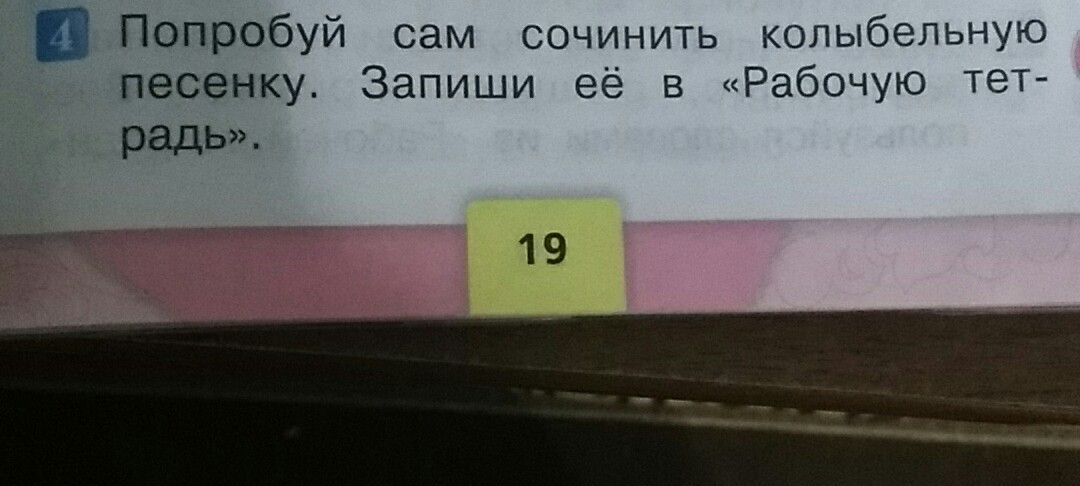 4 Попробуй сам сочинить колыбельную
песенку. Запиши её в «Рабочую тет-
радь».
19